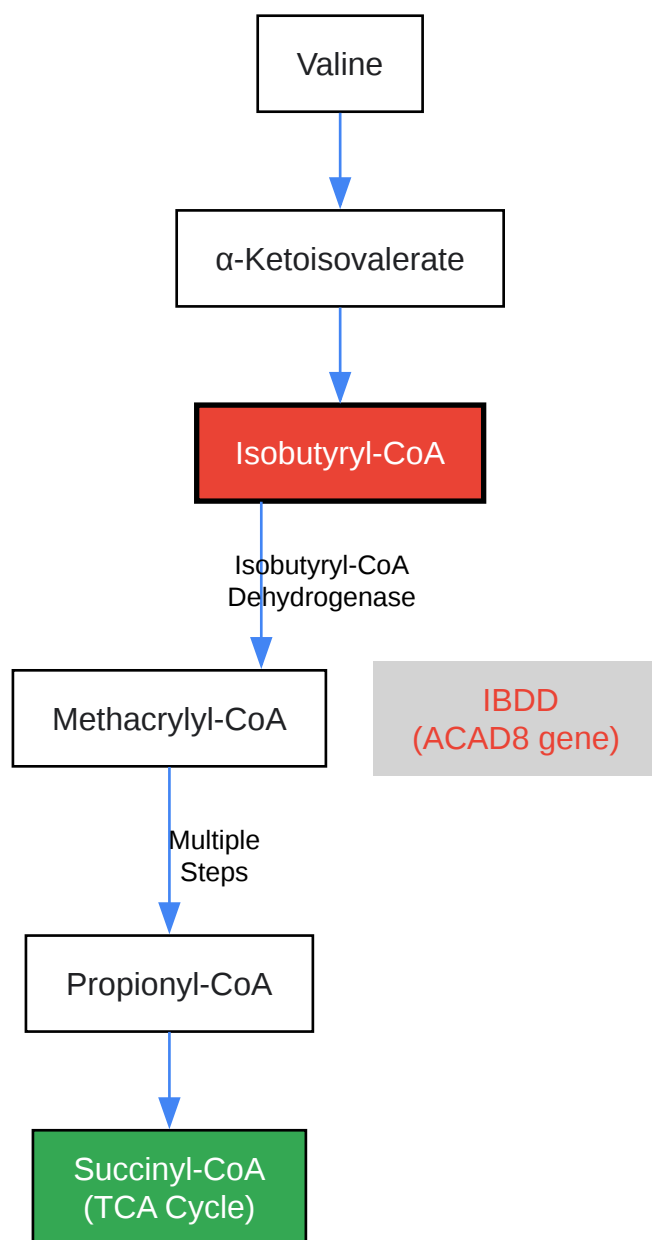 Valine
α-Ketoisovalerate
Isobutyryl-CoA
Isobutyryl-CoA
Dehydrogenase
Methacrylyl-CoA
IBDD
(ACAD8 gene)
Multiple
Steps
Propionyl-CoA
Succinyl-CoA
(TCA Cycle)